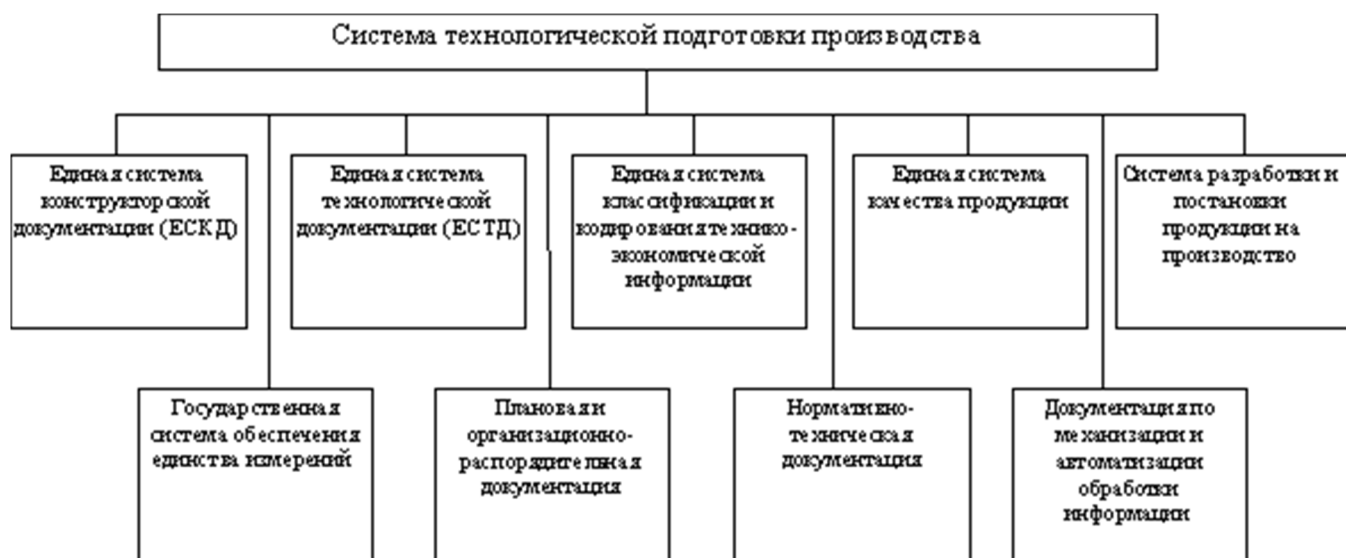 Система технологической подготовки производства
Единая система
конструкторской
документации (ЕСКД)
Единая система
технологической
документации (ЕСТД)
Единая система
классификации и
кодирования технико-
экономической
информации
Единая система
качества продукции
Система разработки и
постановки
продукции на
производство
Государственная
система обеспечения
единства измерений
Плановая и
организационно-
распорядительная
документация
Нормативно-
техническая
документация
Документация по
механизации и
автоматизации
обработки
информации